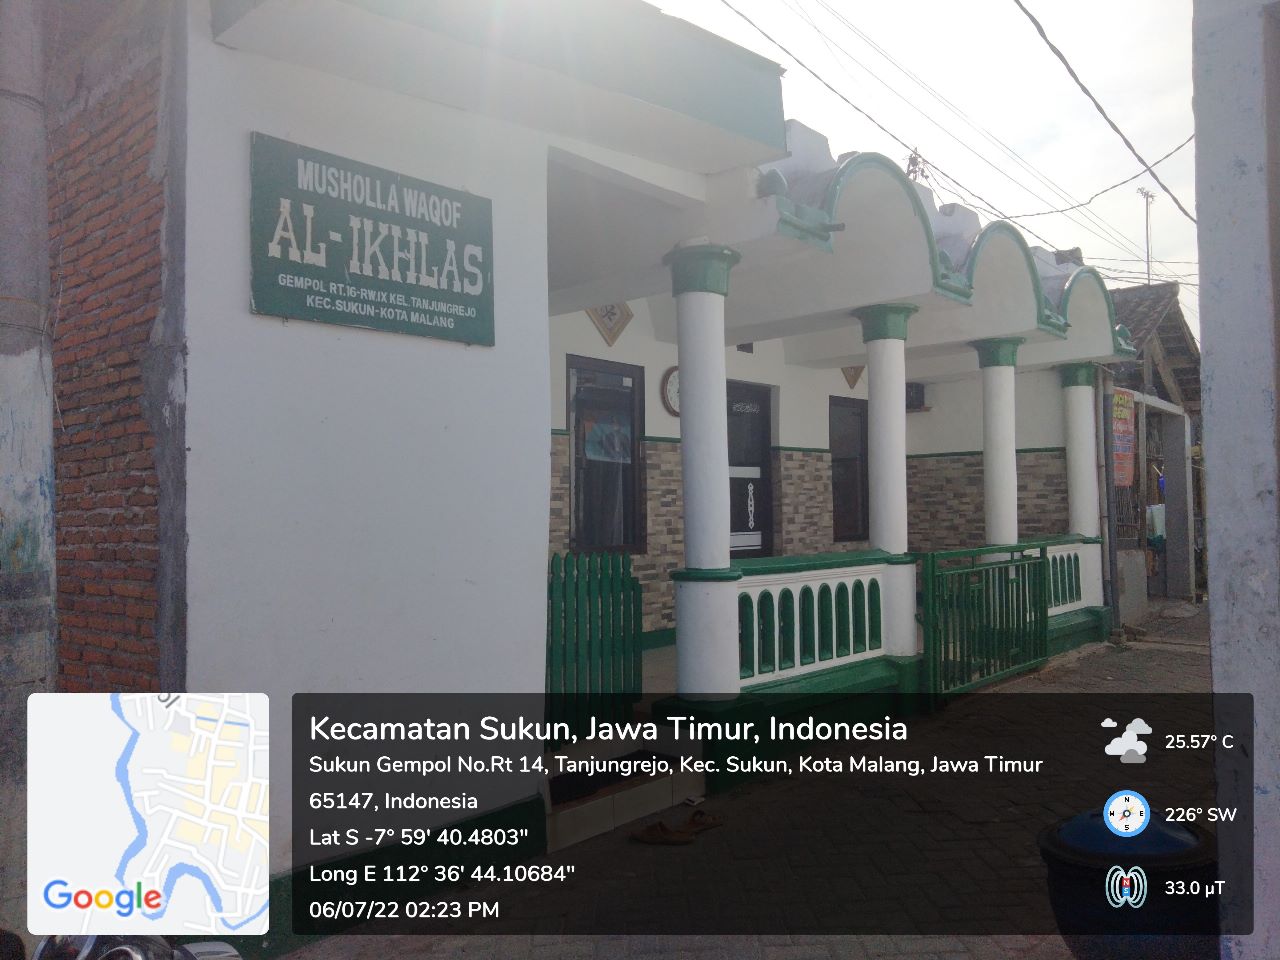 MUSHOLLA WAQOF
AL-IKHLAS
GEMPOL RT.16-RW.IX KEL.TANJUNGREJO
KEC.SUKUN-KOTA MALANG
Google
Kecamatan Sukun, Jawa Timur, Indonesia
Sukun Gempol No.Rt 14, Tanjungrejo, Kec. Sukun, Kota Malang, Jawa Timur
65147, Indonesia
Lat S -7° 59' 40.4803"
Long E 112° 36' 44.10684"
06/07/22 02:23 PM
25.57° C
N
W E
S
226° SW
N
S
33.0 µT